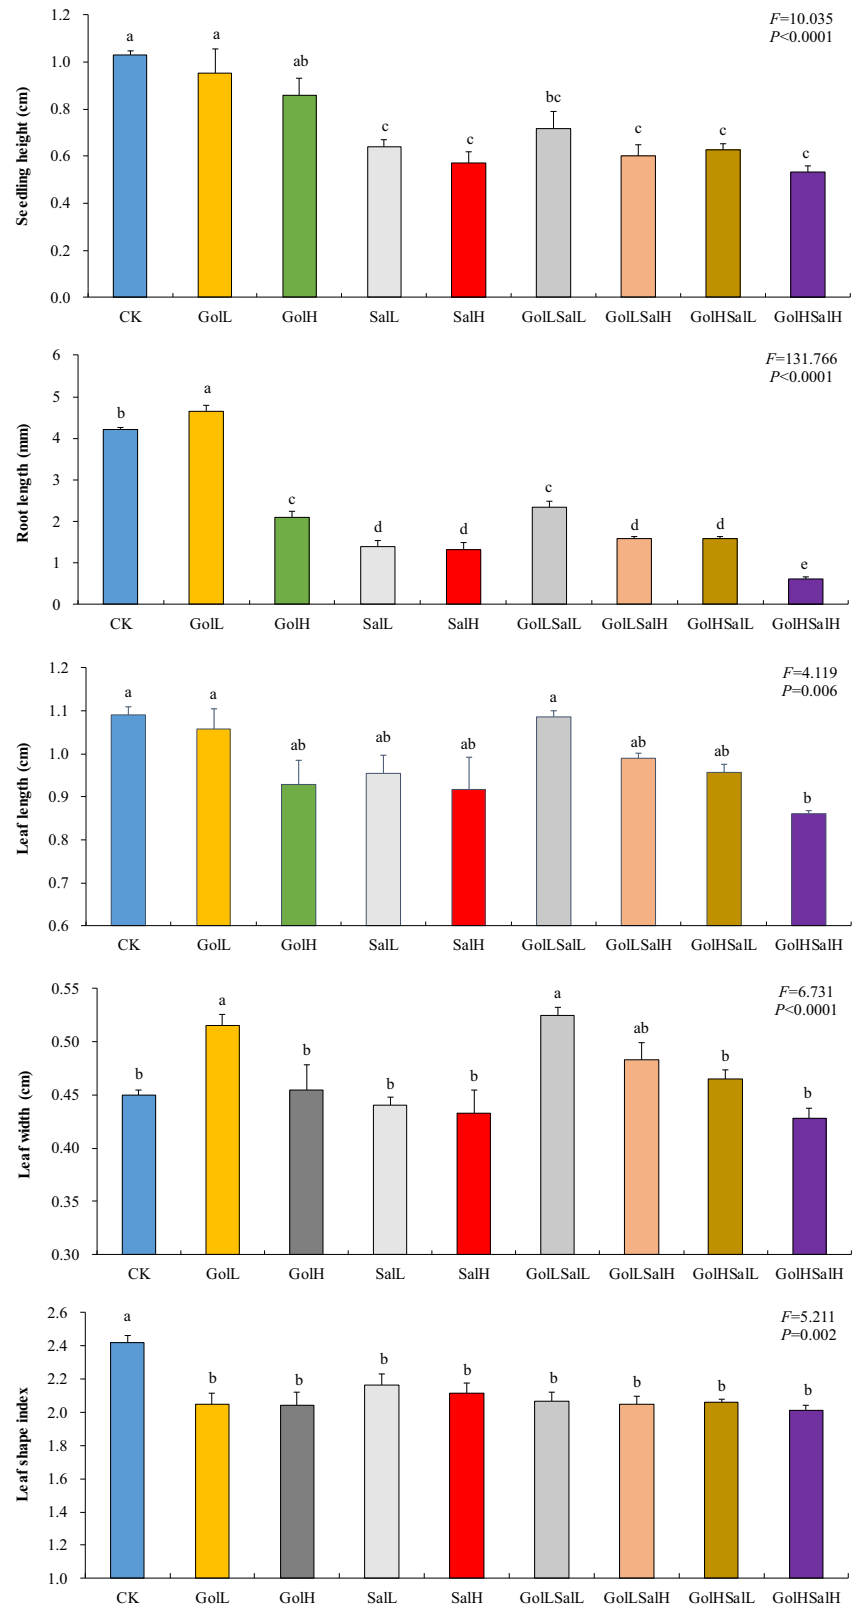 F=10.035
P<0.0001
Seedling height (cm)
1.2
1.0
0.8
0.6
0.4
0.2
0.0
a a ab c c bc c c c
CK GolL GolH SalL SalH GolLSalL GolLSalH GolHSalL GolHSalH
F=131.766
P<0.0001
Root length (mm)
6
5
4
3
2
1
0
b a c d d c d d e
CK GolL GolH SalL SalH GolLSalL GolLSalH GolHSalL GolHSalH
F=4.119
P=0.006
Leaf length (cm)
1.2
1.1
1.0
0.9
0.8
0.7
0.6
a a ab ab ab a ab ab b
CK GolL GolH SalL SalH GolLSalL GolLSalH GolHSalL GolHSalH
F=6.731
P<0.0001
Leaf width (cm)
0.55
0.50
0.45
0.40
0.35
0.30
b a b b b a ab b b
CK GolL GolH SalL SalH GolLSalL GolLSalH GolHSalL GolHSalH
F=5.211
P=0.002
Leaf shape index
2.6
2.4
2.2
2.0
1.8
1.6
1.4
1.2
1.0
a b b b b b b b b
CK GolL GolH SalL SalH GolLSalL GolLSalH GolHSalL GolHSalH